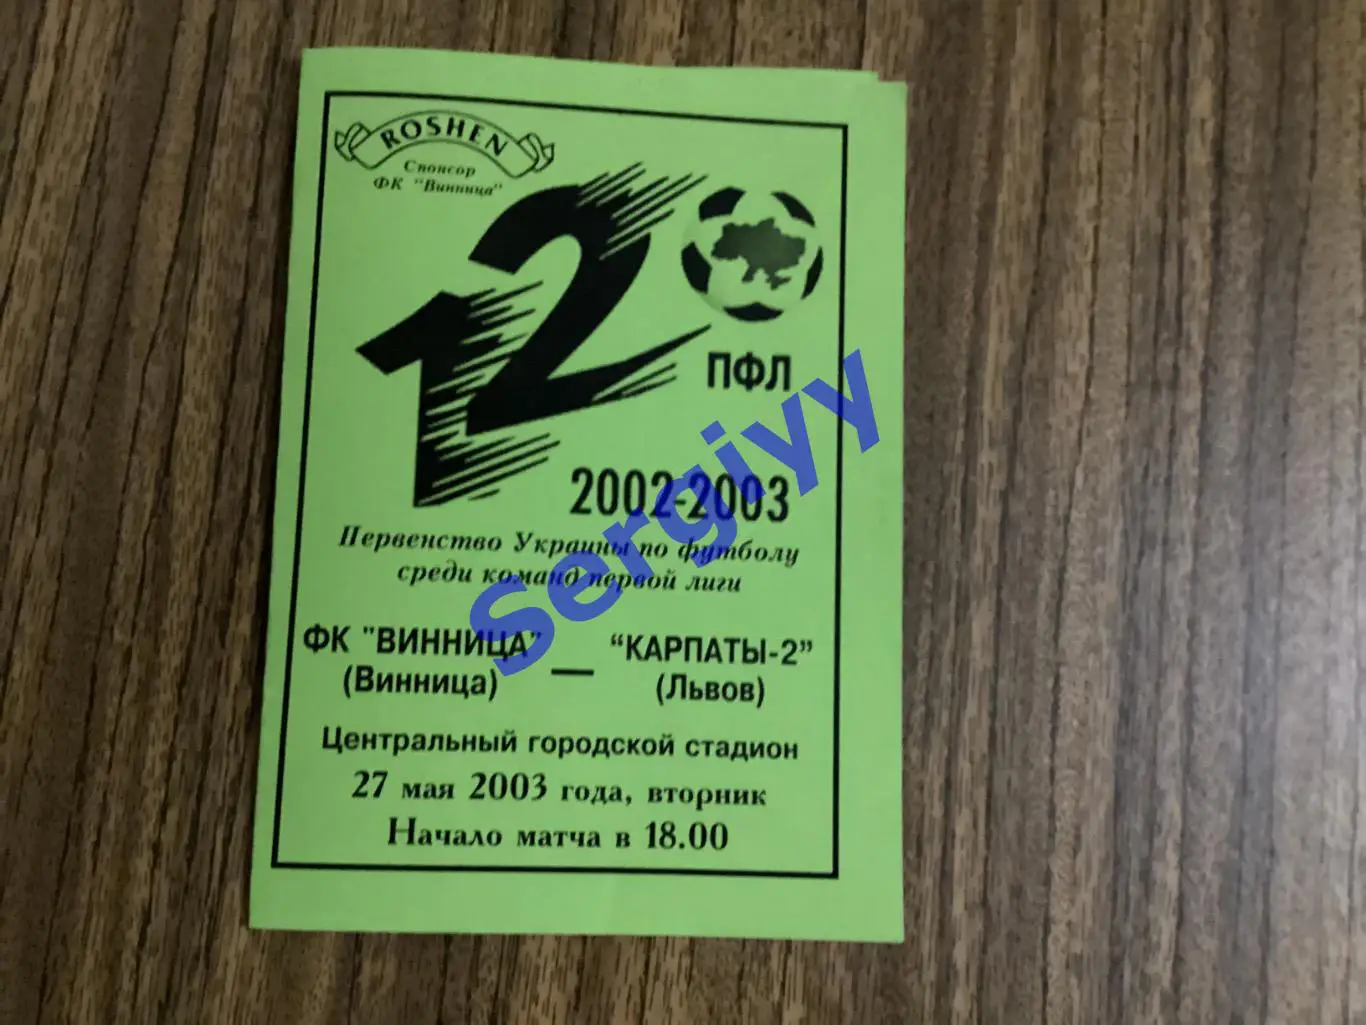 ROSHEN
Спонсор
ФК "Винница"
12
ПФЛ
2002-2003
Первенство Украины по футболу
среди команд первой лиги
ФК "ВИННИЦА" — "КАРПАТЫ-2"
(Винница) (Львов)
Центральный городской стадион
27 мая 2003 года, вторник
Начало матча в 18.00
sergiyy